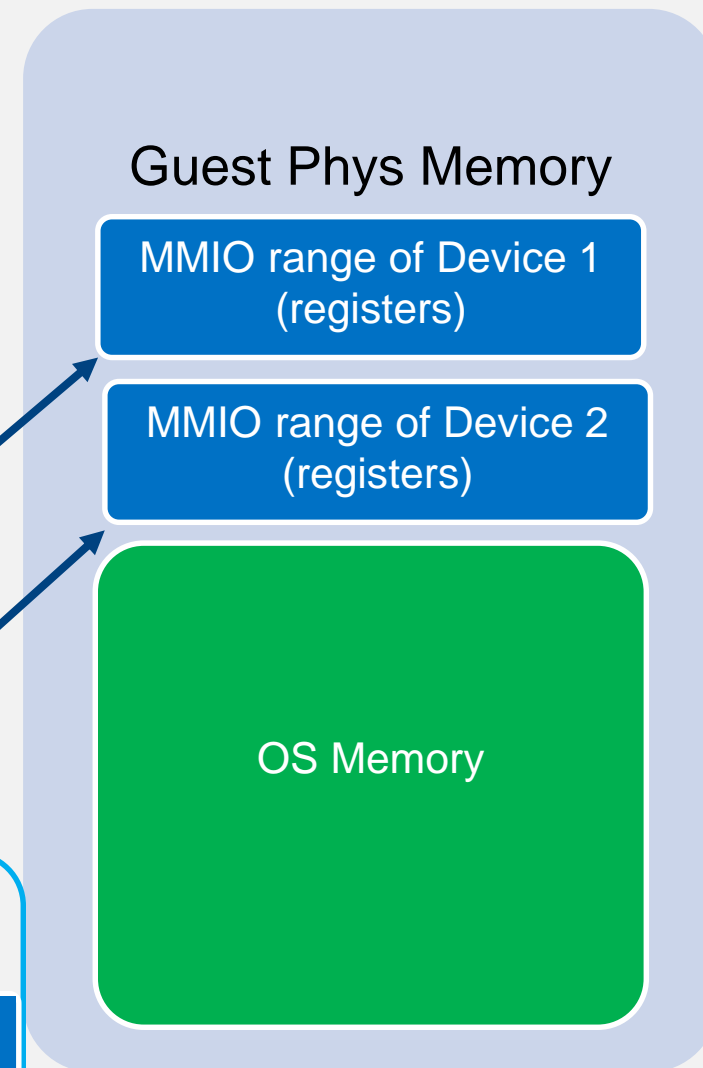 Guest Phys Memory
MMIO range of Device 1
(registers)
MMIO range of Device 2
(registers)
OS Memory